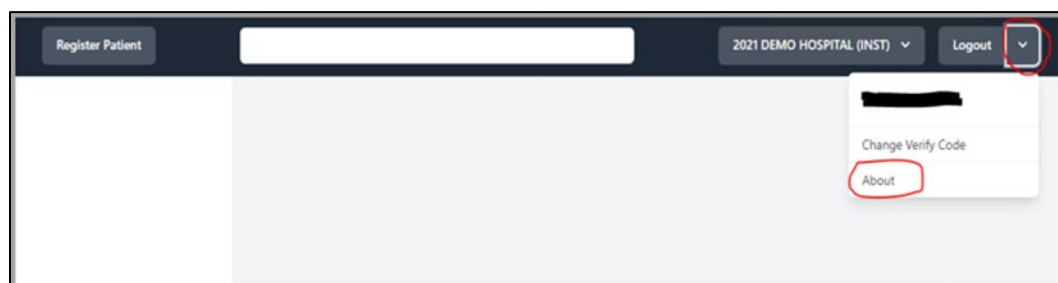 Register Patient
2021 DEMO HOSPITAL (INST)
Logout
Change Verify Code
About